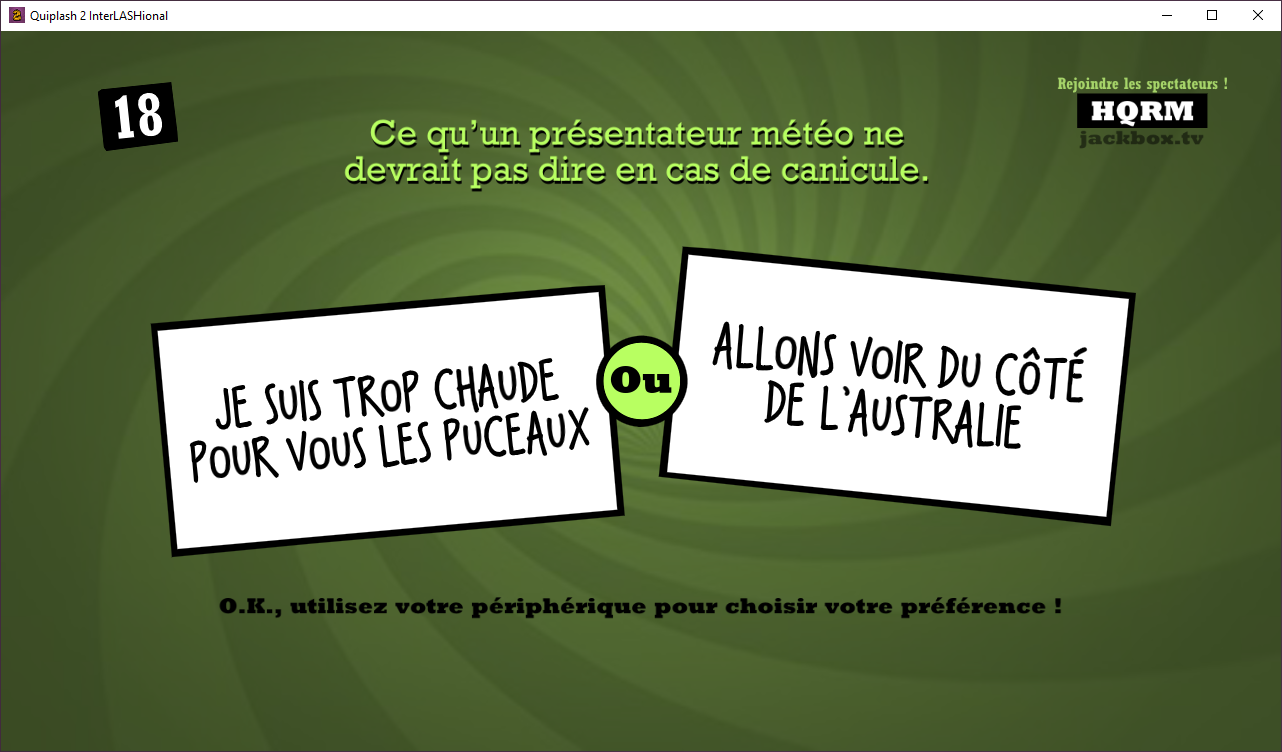 Quiplash 2 InterLASHional
18
Rejoindre les spectateurs !
HQRM
jackbox.tv
Ce qu'un présentateur météo ne
devrait pas dire en cas de canicule.
JE SUIS TROP CHAUDE
POUR VOUS LES PUCEAUX
Ou
ALLONS VOIR DU CÔTÉ
DE L'AUSTRALIE
O.K., utilisez votre périphérique pour choisir votre préférence !